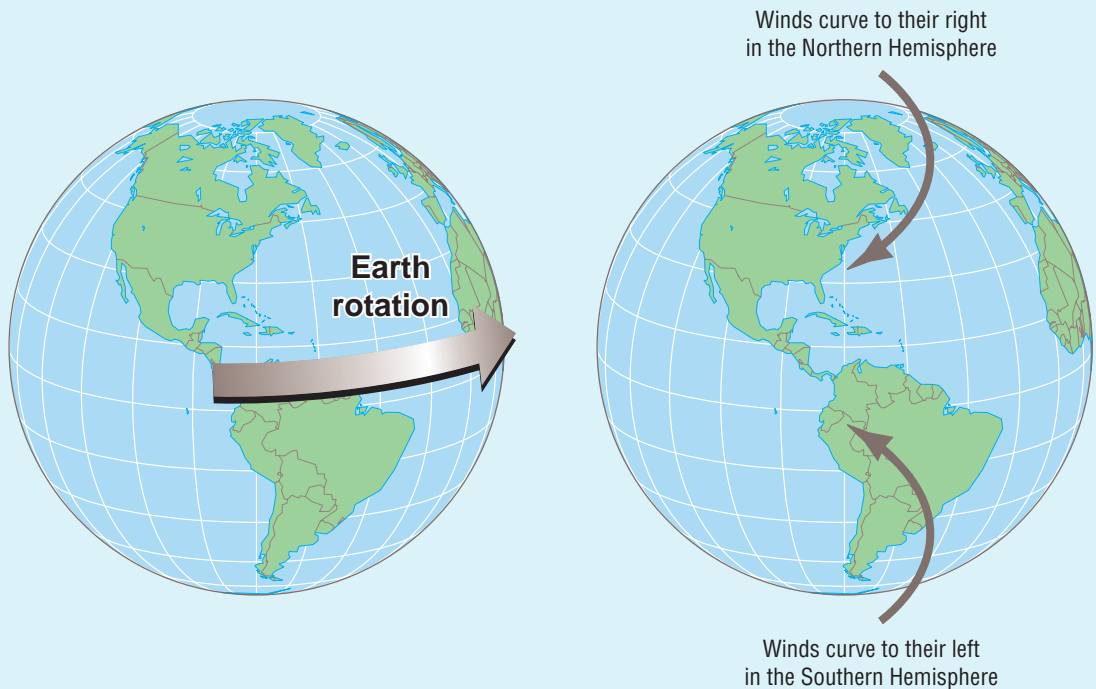 Winds curve to their right
in the Northern Hemisphere
Earth
rotation
Winds curve to their left
in the Southern Hemisphere